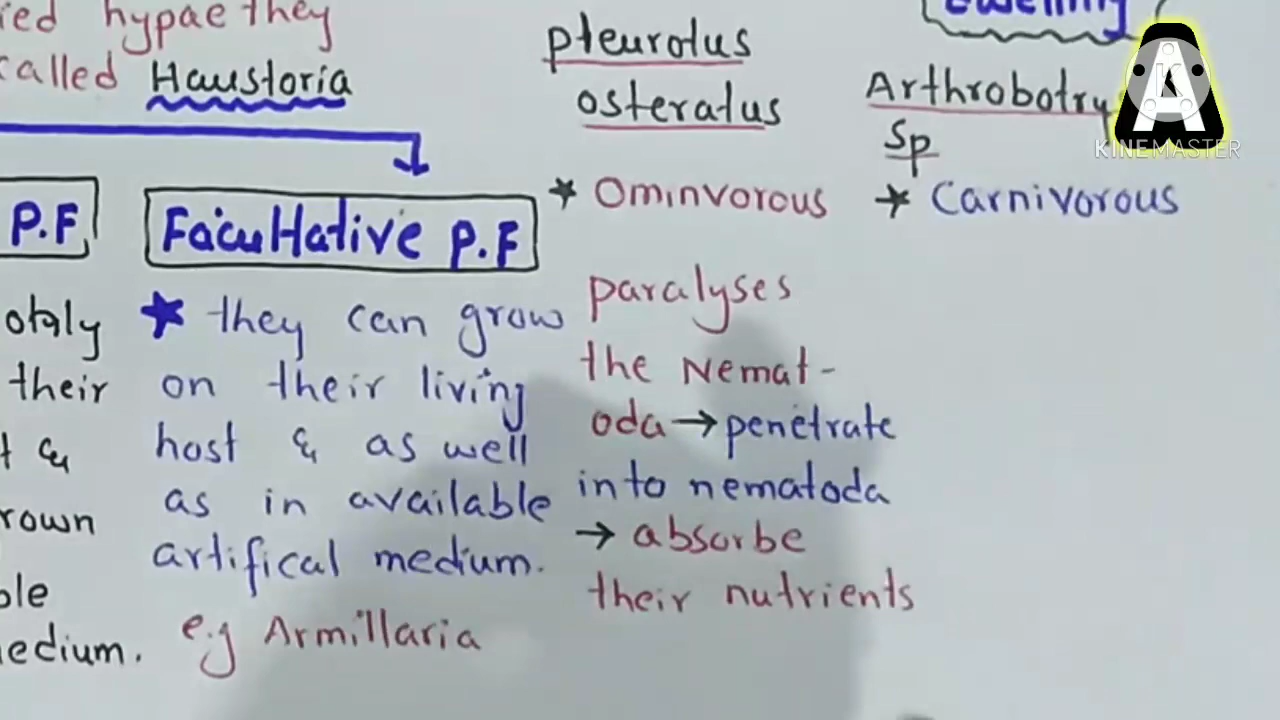 ied hypae they
called Haustoria
P.F
otaly
their
t &
rown
ble
medium.
Facultative P.F
★ they can grow
on their living
host & as well
as in available
artifical medium.
e.g Armillaria
pleurotus
osteratus
★ Ominvorous
paralyses
the Nemat-
oda → penetrate
into nematoda
→ absorbe
their nutrients
Dwelling
Arthrobotry
Sp
★ Carnivorous
A
K
KINEMASTER